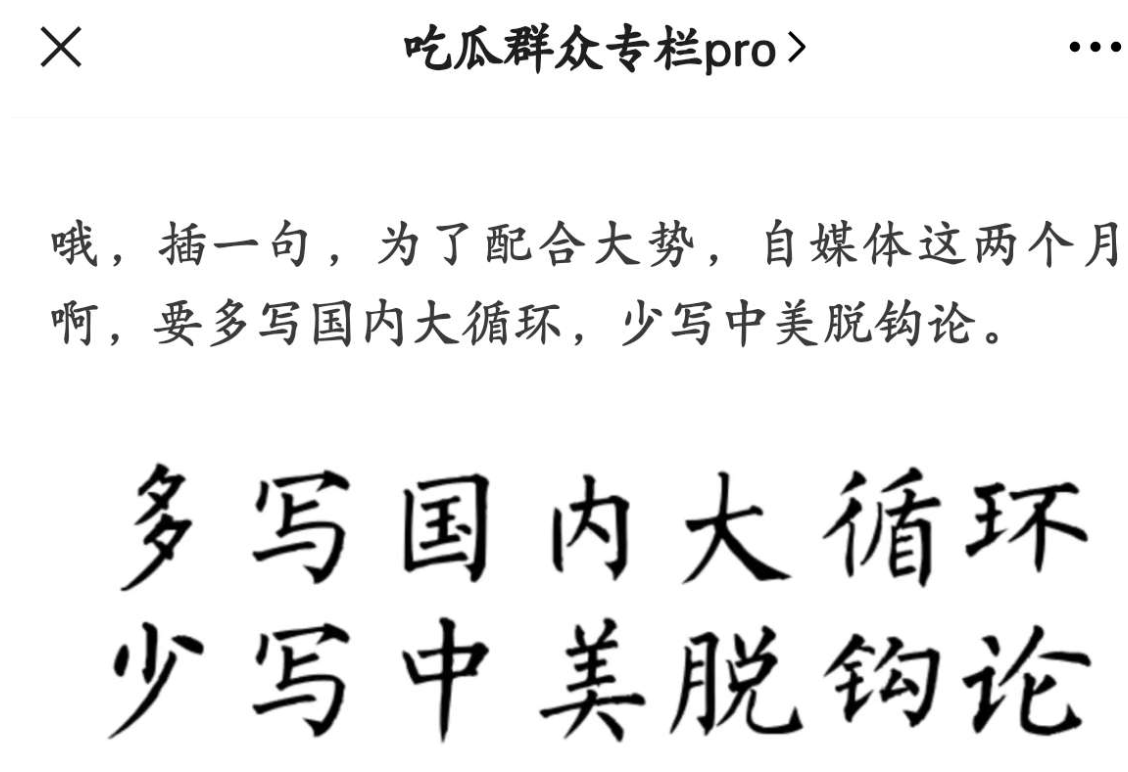 吃瓜群众专栏pro
哦，插一句，为了配合大势，自媒体这两个月
啊，要多写国内大循环，少写中美脱钩论。
多写国内大循环
少写中美脱钩论